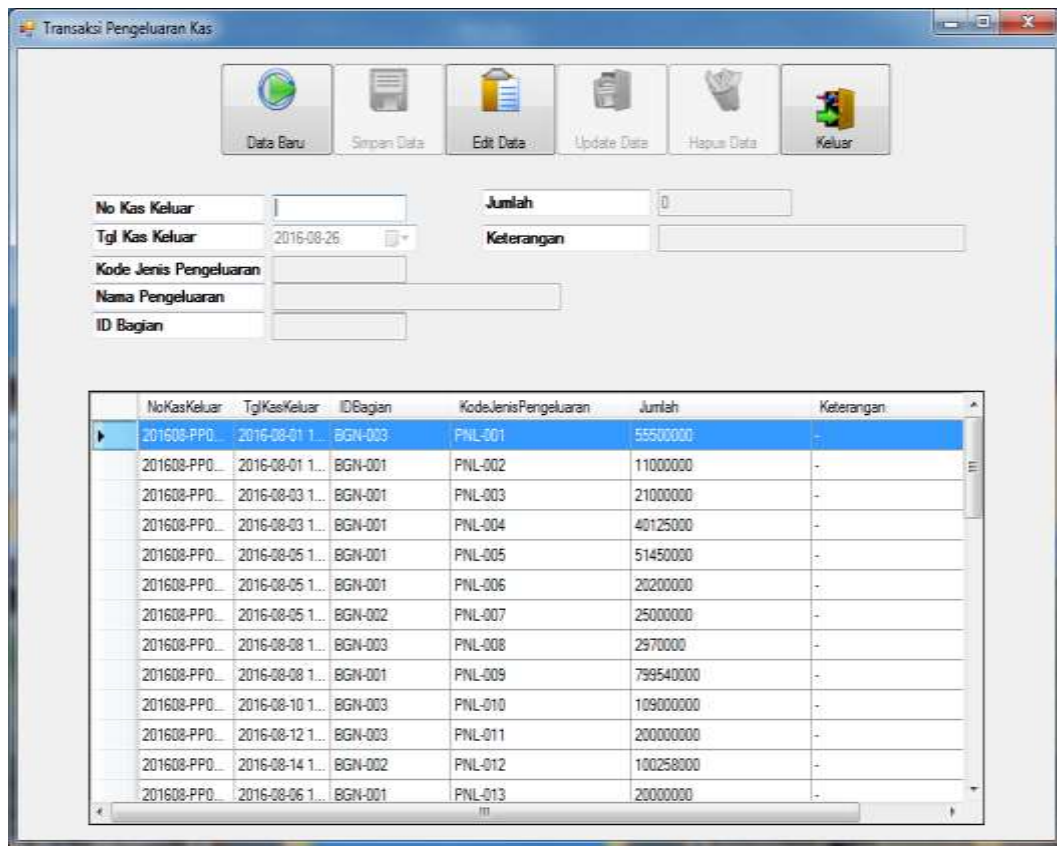 Transaksi Pengeluaran Kas
Data Baru Simpan Data Edit Data Update Data Hapus Data Keluar
No Kas Keluar Jumlah 0
Tgl Kas Keluar 2016-08-26 Keterangan
Kode Jenis Pengeluaran
Nama Pengeluaran
ID Bagian
NoKasKeluar TglKasKeluar IDBagian KodeJenisPengeluaran Jumlah Keterangan
201608-PP0... 2016-08-01 1... BGN-003 PNL-001 55500000 -
201608-PP0... 2016-08-01 1... BGN-001 PNL-002 11000000 -
201608-PP0... 2016-08-03 1... BGN-001 PNL-003 21000000 -
201608-PP0... 2016-08-03 1... BGN-001 PNL-004 40125000 -
201608-PP0... 2016-08-05 1... BGN-001 PNL-005 51450000 -
201608-PP0... 2016-08-05 1... BGN-001 PNL-006 20200000 -
201608-PP0... 2016-08-05 1... BGN-002 PNL-007 25000000 -
201608-PP0... 2016-08-08 1... BGN-003 PNL-008 2970000 -
201608-PP0... 2016-08-08 1... BGN-001 PNL-009 799540000 -
201608-PP0... 2016-08-10 1... BGN-003 PNL-010 109000000 -
201608-PP0... 2016-08-12 1... BGN-003 PNL-011 200000000 -
201608-PP0... 2016-08-14 1... BGN-002 PNL-012 100258000 -
201608-PP0... 2016-08-06 1... BGN-001 PNL-013 20000000 -